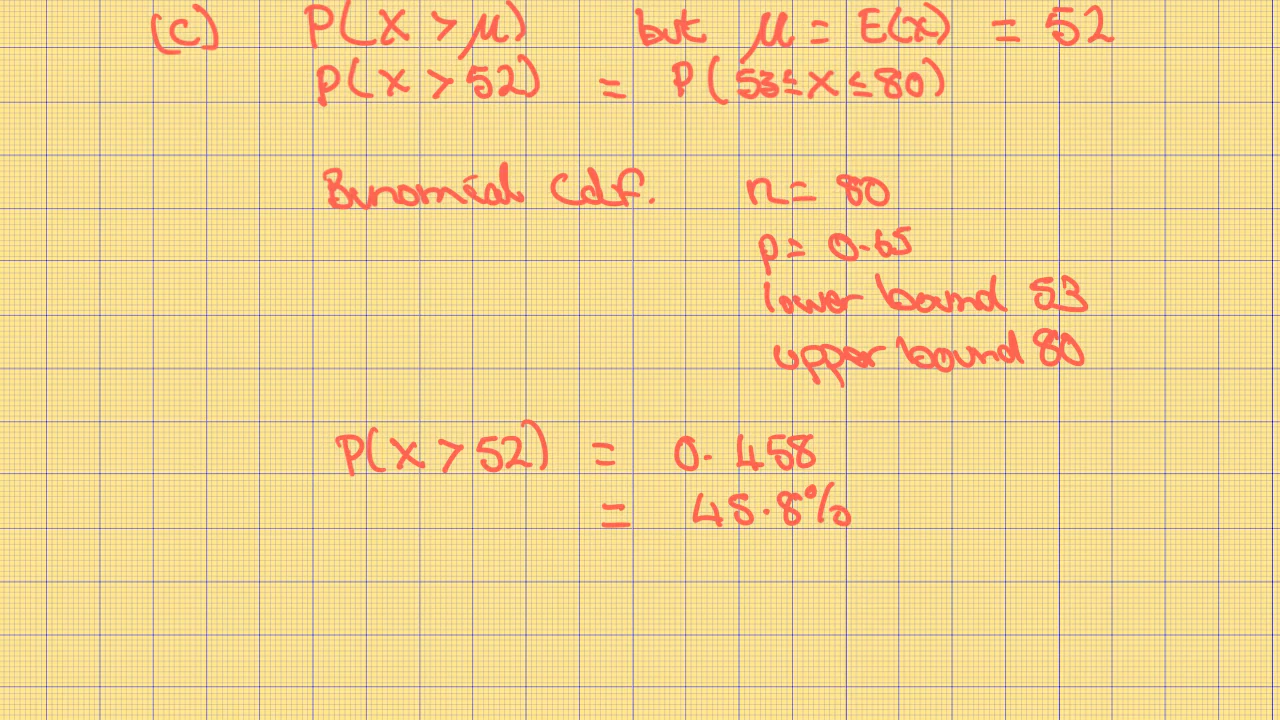 (c) P(X > μ) but μ = E(x) = 52
P(X > 52) = P(53 ≤ X ≤ 80)
Binomial Cdf. n = 80
p = 0.65
lower bound 53
upper bound 80
P(X > 52) = 0.458
= 45.8%